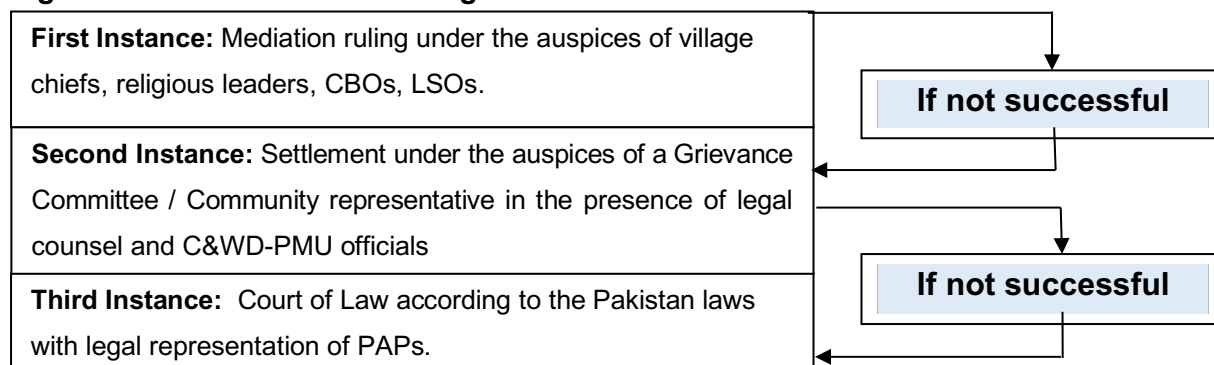 First Instance: Mediation ruling under the auspices of village
chiefs, religious leaders, CBOs, LSOs.
If not successful
Second Instance: Settlement under the auspices of a Grievance
Committee / Community representative in the presence of legal
counsel and C&WD-PMU officials
If not successful
Third Instance: Court of Law according to the Pakistan laws
with legal representation of PAPs.